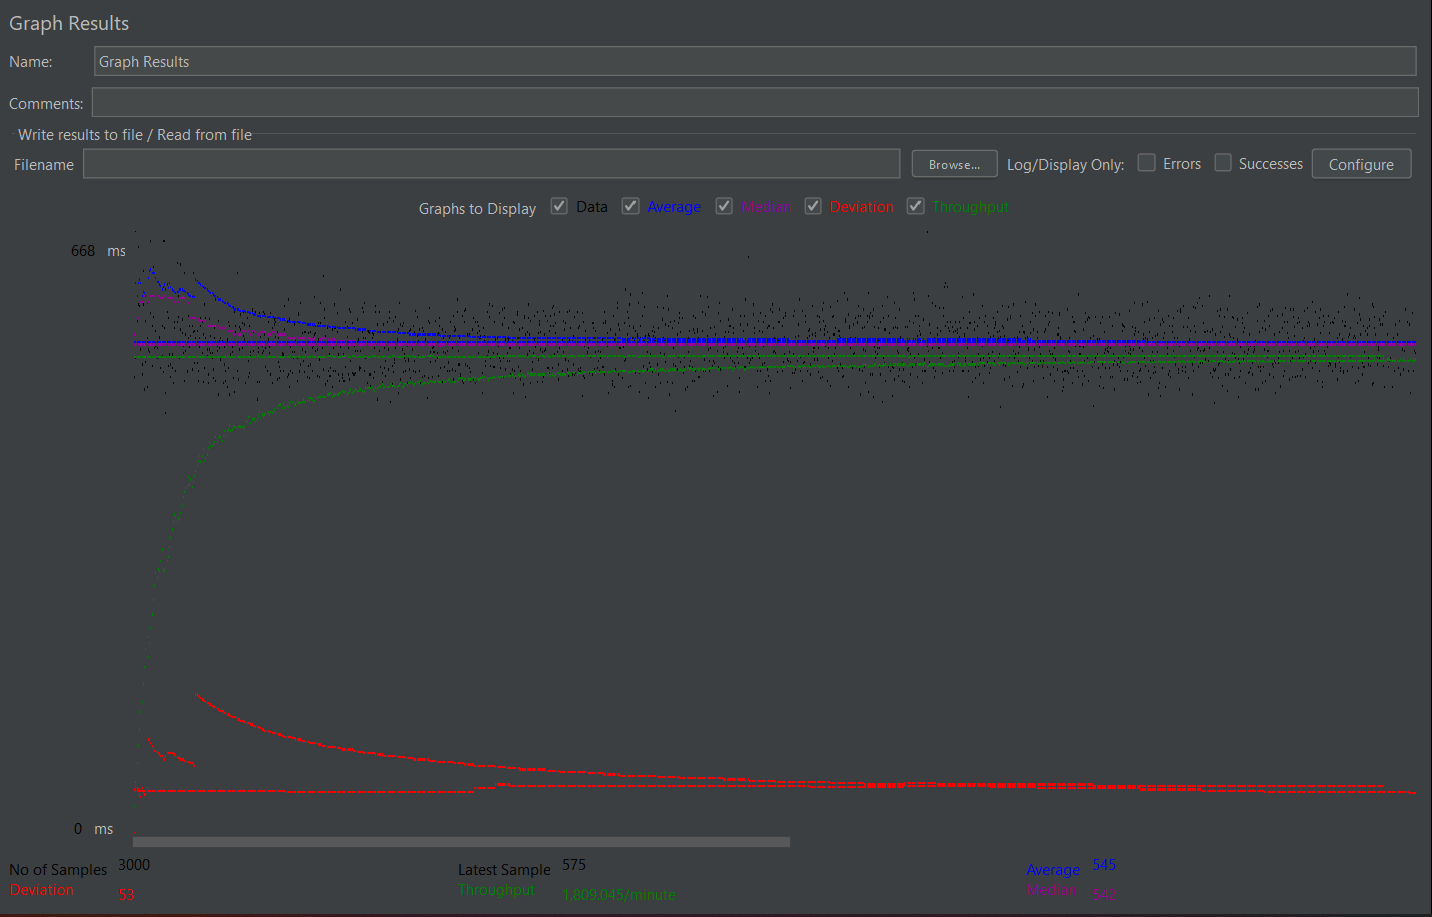 Graph Results
Name: Graph Results
Comments:
Write results to file / Read from file
Filename Browse... Log/Display Only: Errors Successes Configure
Graphs to Display Data Average Median Deviation Throughput
668 ms
0 ms
No of Samples 3000 Latest Sample 575 Average 545
Deviation 53 Throughput 1,809.045/minute Median